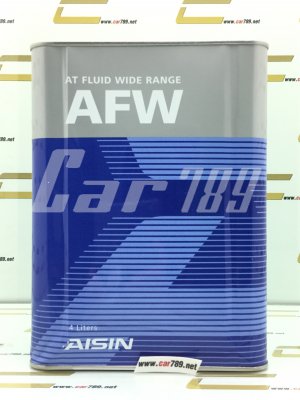 www.car789.net
AT FLUID WIDE RANGE
AFW
Car 789
4 Liters
AISIN
www.car789.net